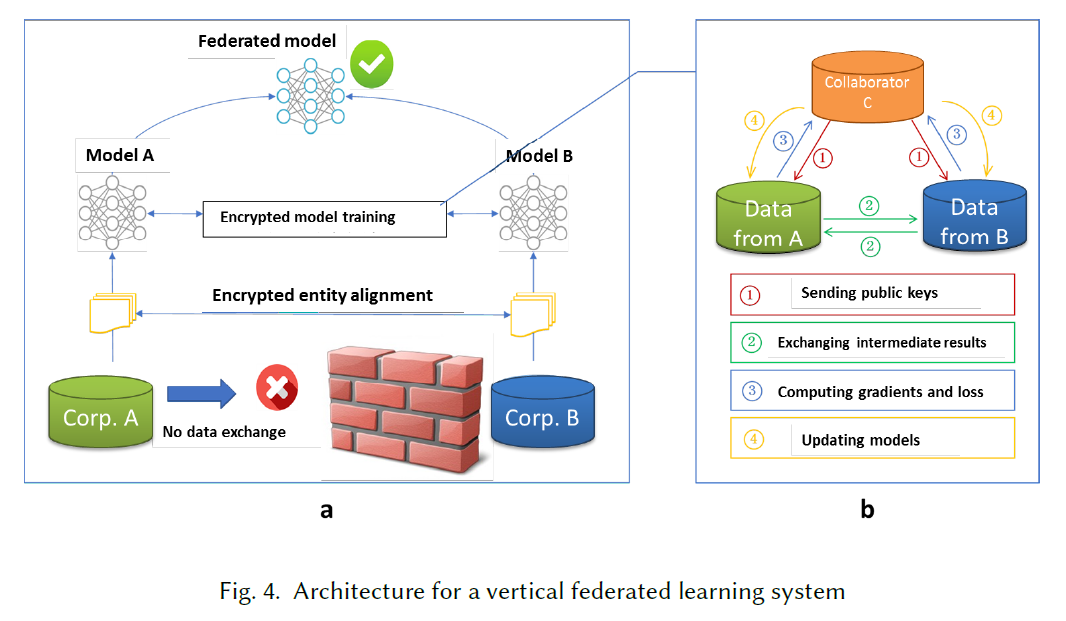 Federated model
Model A
Model B
Encrypted model training
Encrypted entity alignment
Corp. A
No data exchange
Corp. B
a
Collaborator
C
④
③
①
①
③
④
Data
from A
②
②
Data
from B
① Sending public keys
② Exchanging intermediate results
③ Computing gradients and loss
④ Updating models
b
Fig. 4. Architecture for a vertical federated learning system